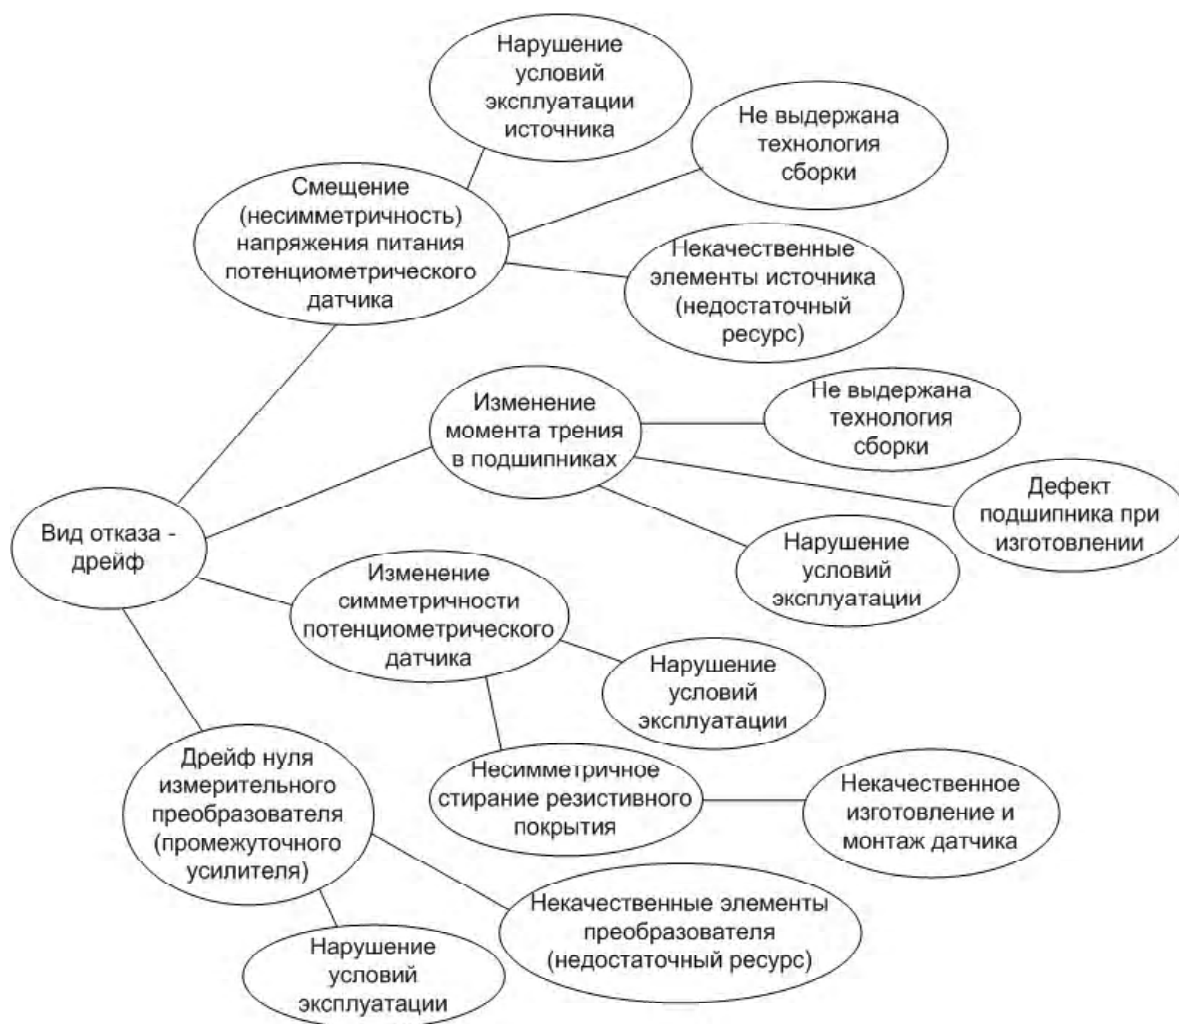 Нарушение
условий
эксплуатации
источника
Не выдержана
технология
сборки
Смещение
(несимметричность)
напряжения питания
потенциометрического
датчика
Некачественные
элементы источника
(недостаточный
ресурс)
Изменение
момента трения
в подшипниках
Не выдержана
технология
сборки
Дефект
подшипника при
изготовлении
Нарушение
условий
эксплуатации
Вид отказа -
дрейф
Изменение
симметричности
потенциометрического
датчика
Нарушение
условий
эксплуатации
Дрейф нуля
измерительного
преобразователя
(промежуточного
усилителя)
Несимметричное
стирание резистивного
покрытия
Некачественное
изготовление и
монтаж датчика
Некачественные элементы
преобразователя
(недостаточный ресурс)
Нарушение
условий
эксплуатации